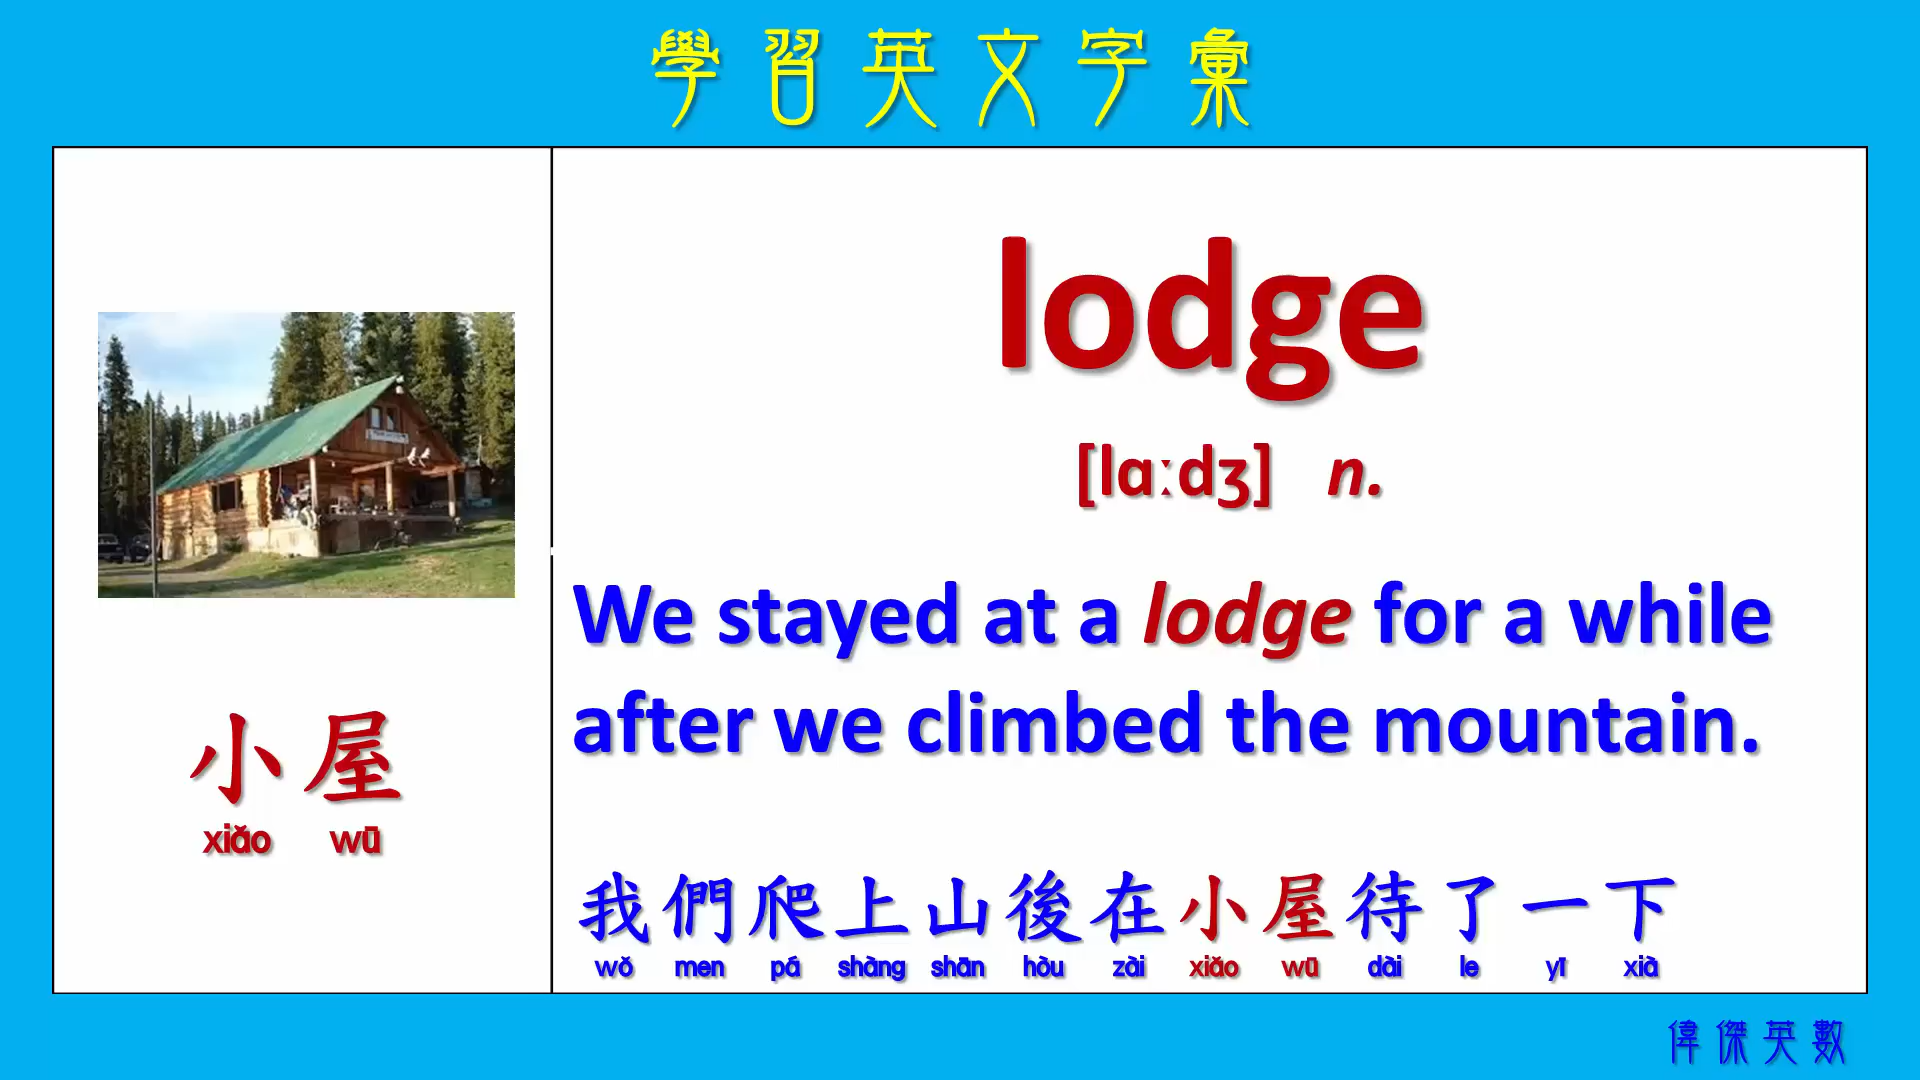 學習英文字彙
小屋
xiǎo wū
lodge
[lɑːdʒ] n.
We stayed at a lodge for a while
after we climbed the mountain.
我們爬上山後在小屋待了一下
wǒ men pá shàng shān hòu zài xiǎo wū dài le yī xià
偉傑英數